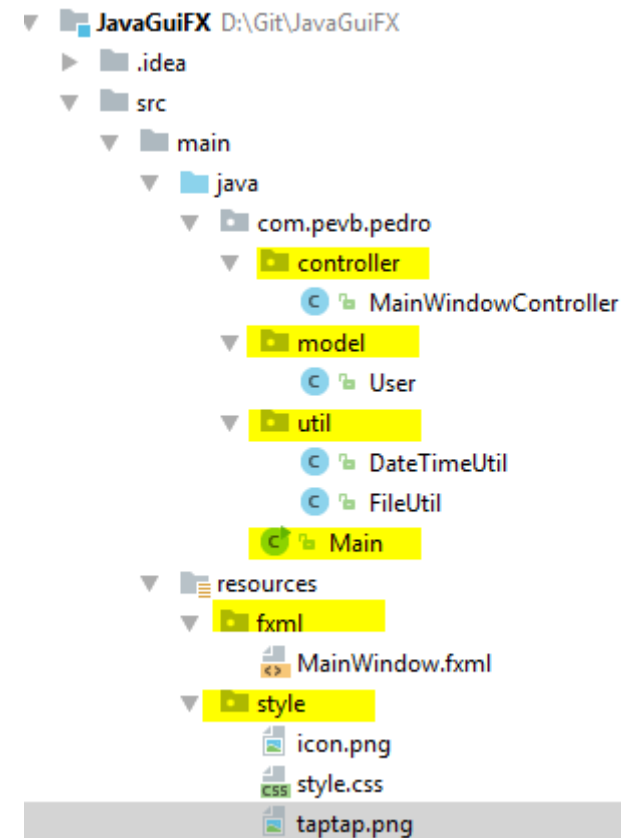 JavaGuiFX D:\Git\JavaGuiFX
.idea
src
main
java
com.pevb.pedro
controller
C MainWindowController
model
C User
util
C DateTimeUtil
C FileUtil
C Main
resources
fxml
<> MainWindow.fxml
style
icon.png
CSS style.css
taptap.png